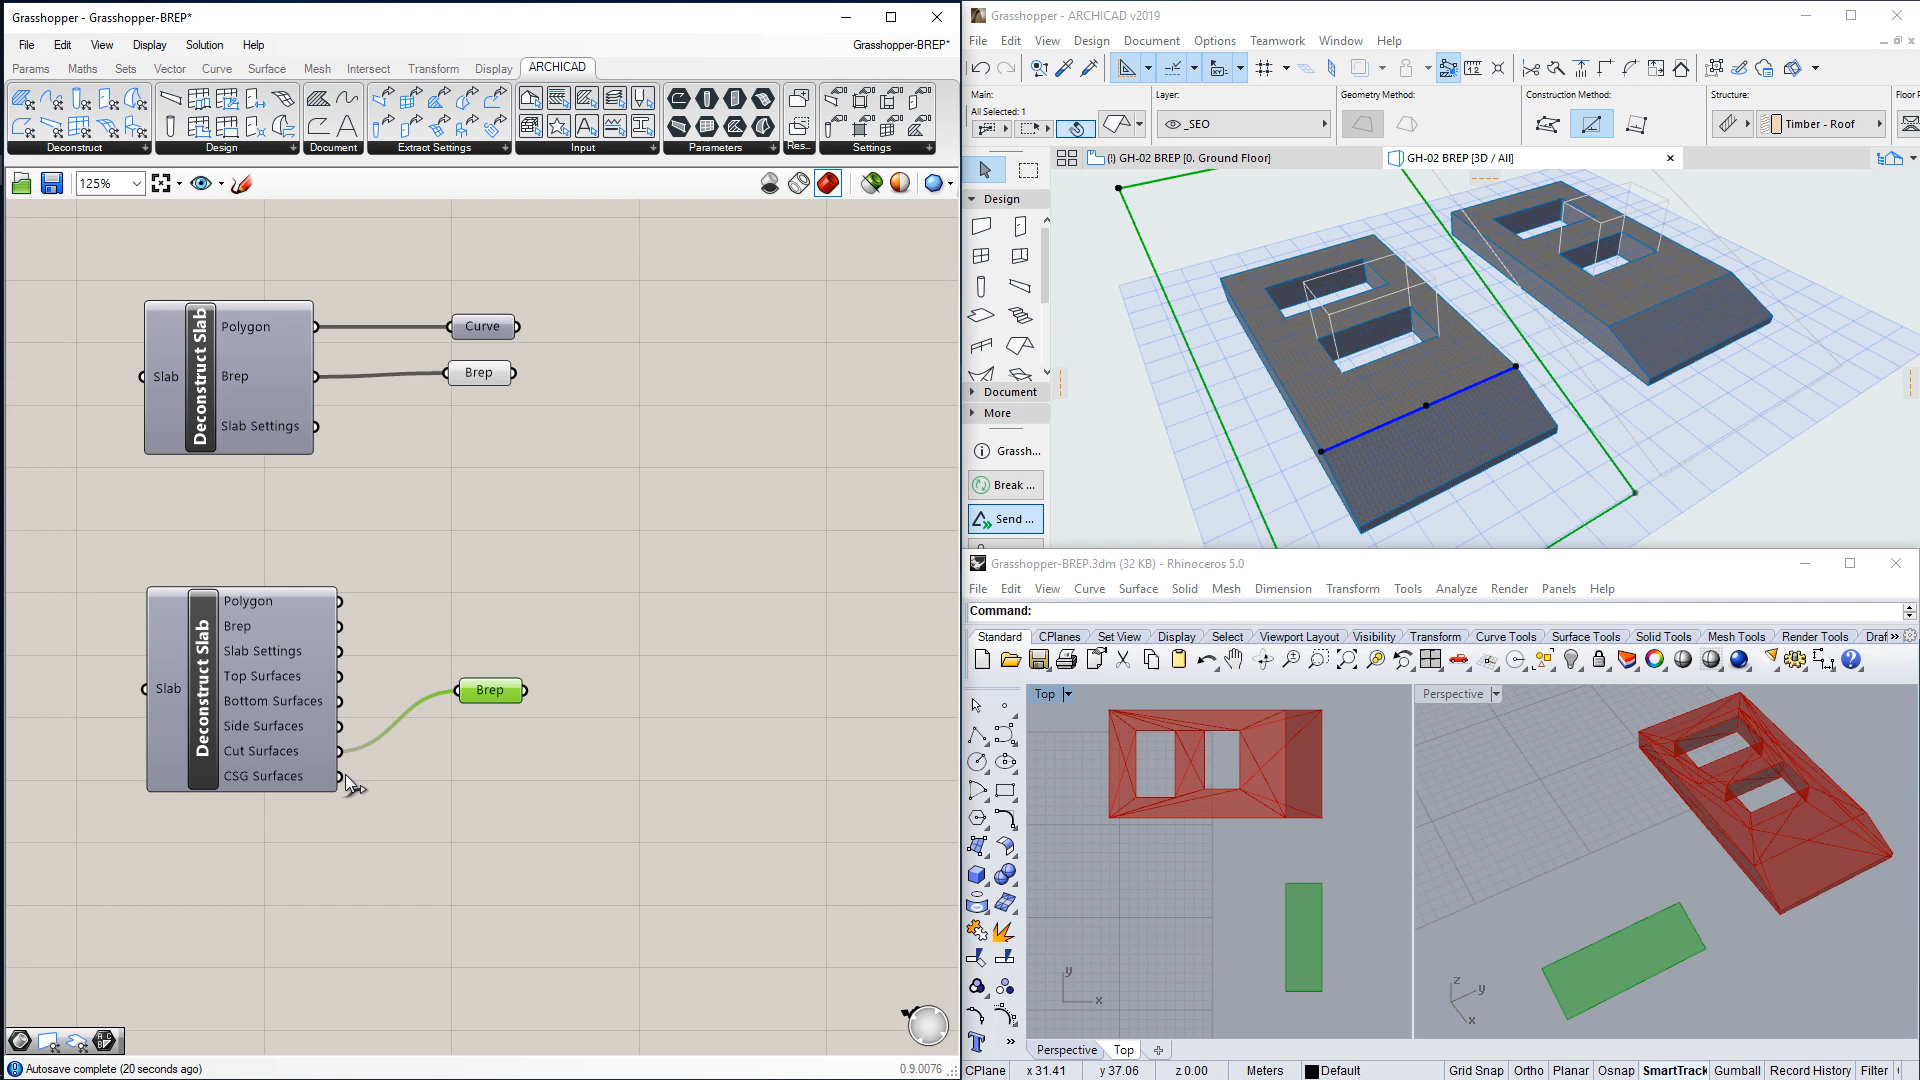 Grasshopper - Grasshopper-BREP*
File Edit View Display Solution Help Grasshopper-BREP*
Params Maths Sets Vector Curve Surface Mesh Intersect Transform Display ARCHICAD
Deconstruct Design Document Extract Settings Input Parameters Res... Settings
125%
Deconstruct Slab
Slab
Polygon
Brep
Slab Settings
Curve
Brep
Deconstruct Slab
Slab
Polygon
Brep
Slab Settings
Top Surfaces
Bottom Surfaces
Side Surfaces
Cut Surfaces
CSG Surfaces
Brep
Autosave complete (20 seconds ago)
0.9.0076
Grasshopper - ARCHICAD v2019
File Edit View Design Document Options Teamwork Window Help
Main: Layer: Geometry Method: Construction Method: Structure: Floor P
All Selected: 1
_SEO
Timber - Roof
(!) GH-02 BREP [0. Ground Floor]
GH-02 BREP [3D / All]
Design
Document
More
Grassh...
Break ...
Send ...
Grasshopper-BREP.3dm (32 KB) - Rhinoceros 5.0
File Edit View Curve Surface Solid Mesh Dimension Transform Tools Analyze Render Panels Help
Command:
Standard CPlanes Set View Display Select Viewport Layout Visibility Transform Curve Tools Surface Tools Solid Tools Mesh Tools Render Tools Draf »
Top
Perspective
y
x
z
y
x
»
Perspective Top
CPlane x 31.41 y 37.06 z 0.00 Meters Default Grid Snap Ortho Planar Osnap SmartTrack Gumball Record History Filter